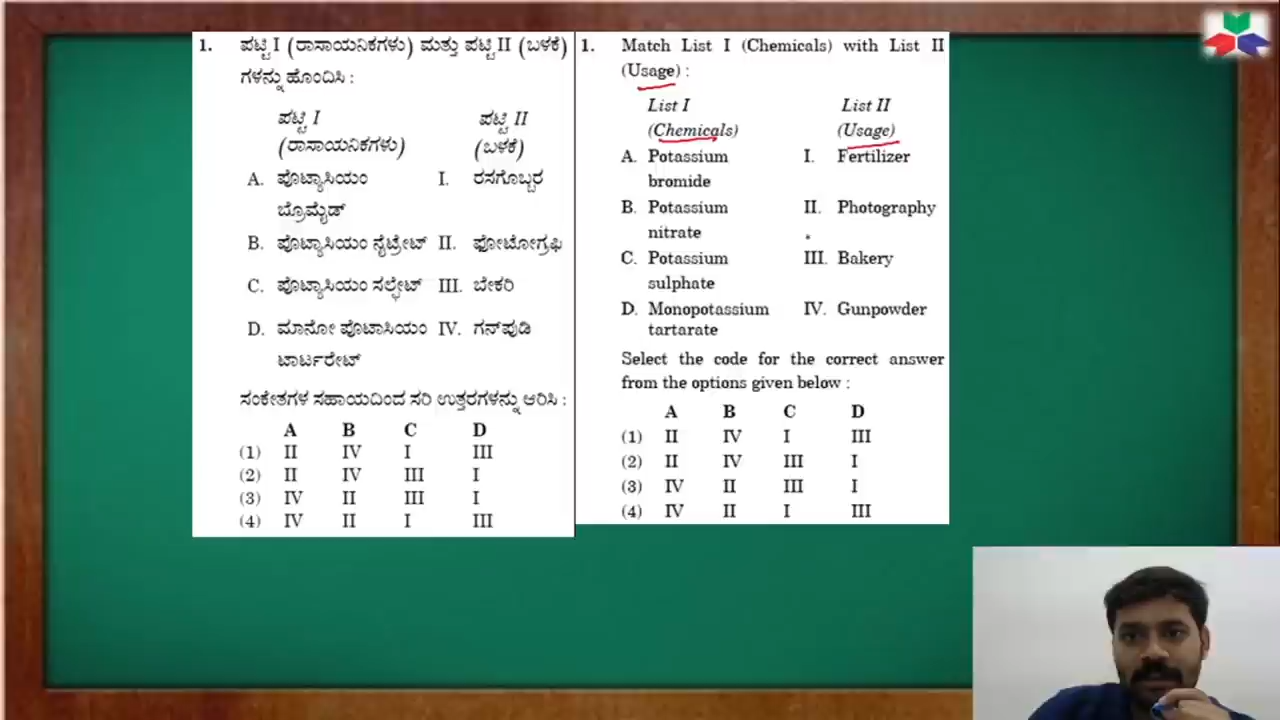 1. ಪಟ್ಟಿ I (ರಾಸಾಯನಿಕಗಳು) ಮತ್ತು ಪಟ್ಟಿ II (ಬಳಕೆ)
ಗಳನ್ನು ಹೊಂದಿಸಿ :
ಪಟ್ಟಿ I ಪಟ್ಟಿ II
(ರಾಸಾಯನಿಕಗಳು) (ಬಳಕೆ)
A. ಪೊಟ್ಯಾಸಿಯಂ I. ರಸಗೊಬ್ಬರ
ಬ್ರೊಮೈಡ್
B. ಪೊಟ್ಯಾಸಿಯಂ ನೈಟ್ರೇಟ್ II. ಫೋಟೋಗ್ರಫಿ
C. ಪೊಟ್ಯಾಸಿಯಂ ಸಲ್ಫೇಟ್ III. ಬೇಕರಿ
D. ಮಾನೋ ಪೊಟಾಸಿಯಂ IV. ಗನ್‌ಪುಡಿ
ಟಾರ್ಟರೇಟ್
ಸಂಕೇತಗಳ ಸಹಾಯದಿಂದ ಸರಿ ಉತ್ತರಗಳನ್ನು ಆರಿಸಿ :
A B C D
(1) II IV I III
(2) II IV III I
(3) IV II III I
(4) IV II I III
1. Match List I (Chemicals) with List II
(Usage) :
List I List II
(Chemicals) (Usage)
A. Potassium I. Fertilizer
bromide
B. Potassium II. Photography
nitrate
C. Potassium III. Bakery
sulphate
D. Monopotassium IV. Gunpowder
tartarate
Select the code for the correct answer
from the options given below :
A B C D
(1) II IV I III
(2) II IV III I
(3) IV II III I
(4) IV II I III